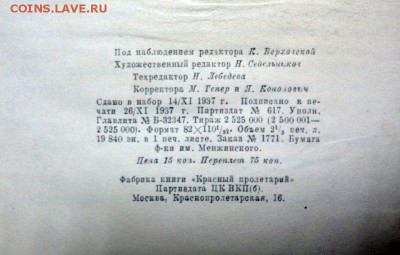 COINS.LAVE.RU
Под наблюдением редактора К. Верховской
Художественный редактор Н. Седельников
Техредактор Н. Лебедева
Корректора М. Гепер и Я. Коволович
Сдано в набор 14/XI 1937 г. Подписано к пе-
чати 26/XI 1937 г. Партиздат № 617. Уполн.
Главлита № Б-32347. Тираж 2 525 000 (2 500 001—
2 525 000). Формат 82×110¹/₃₂. Объем 2¹/₂ печ. л.
19 840 зн. в 1 печ. листе. Заказ № 1771. Бумага
ф-ки им. Менжинского.
Цена 15 коп. Переплет 75 коп.
Фабрика книги «Красный пролетарий»
Партиздата ЦК ВКП(б).
Москва, Краснопролетарская, 16.